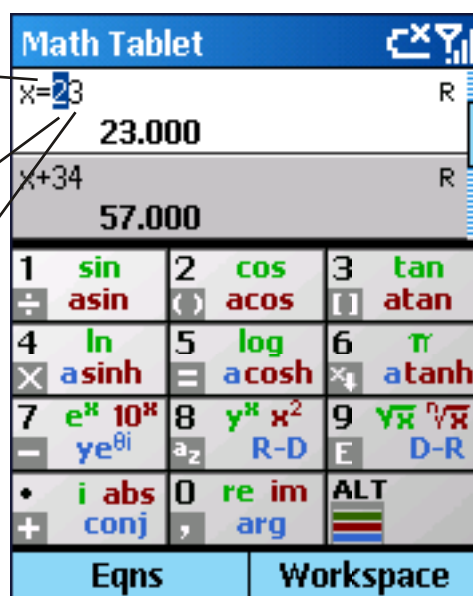 Math Tablet
x=23 R
23.000
x+34 R
57.000
1 sin 2 cos 3 tan
÷ asin ( ) acos [ ] atan
4 ln 5 log 6 π
× asinh = acosh x↓ atanh
7 eˣ 10ˣ 8 yˣ x² 9 √x ⁿ√x
− ye^θi a_z R-D E D-R
• i abs 0 re im ALT
+ conj , arg
Eqns Workspace